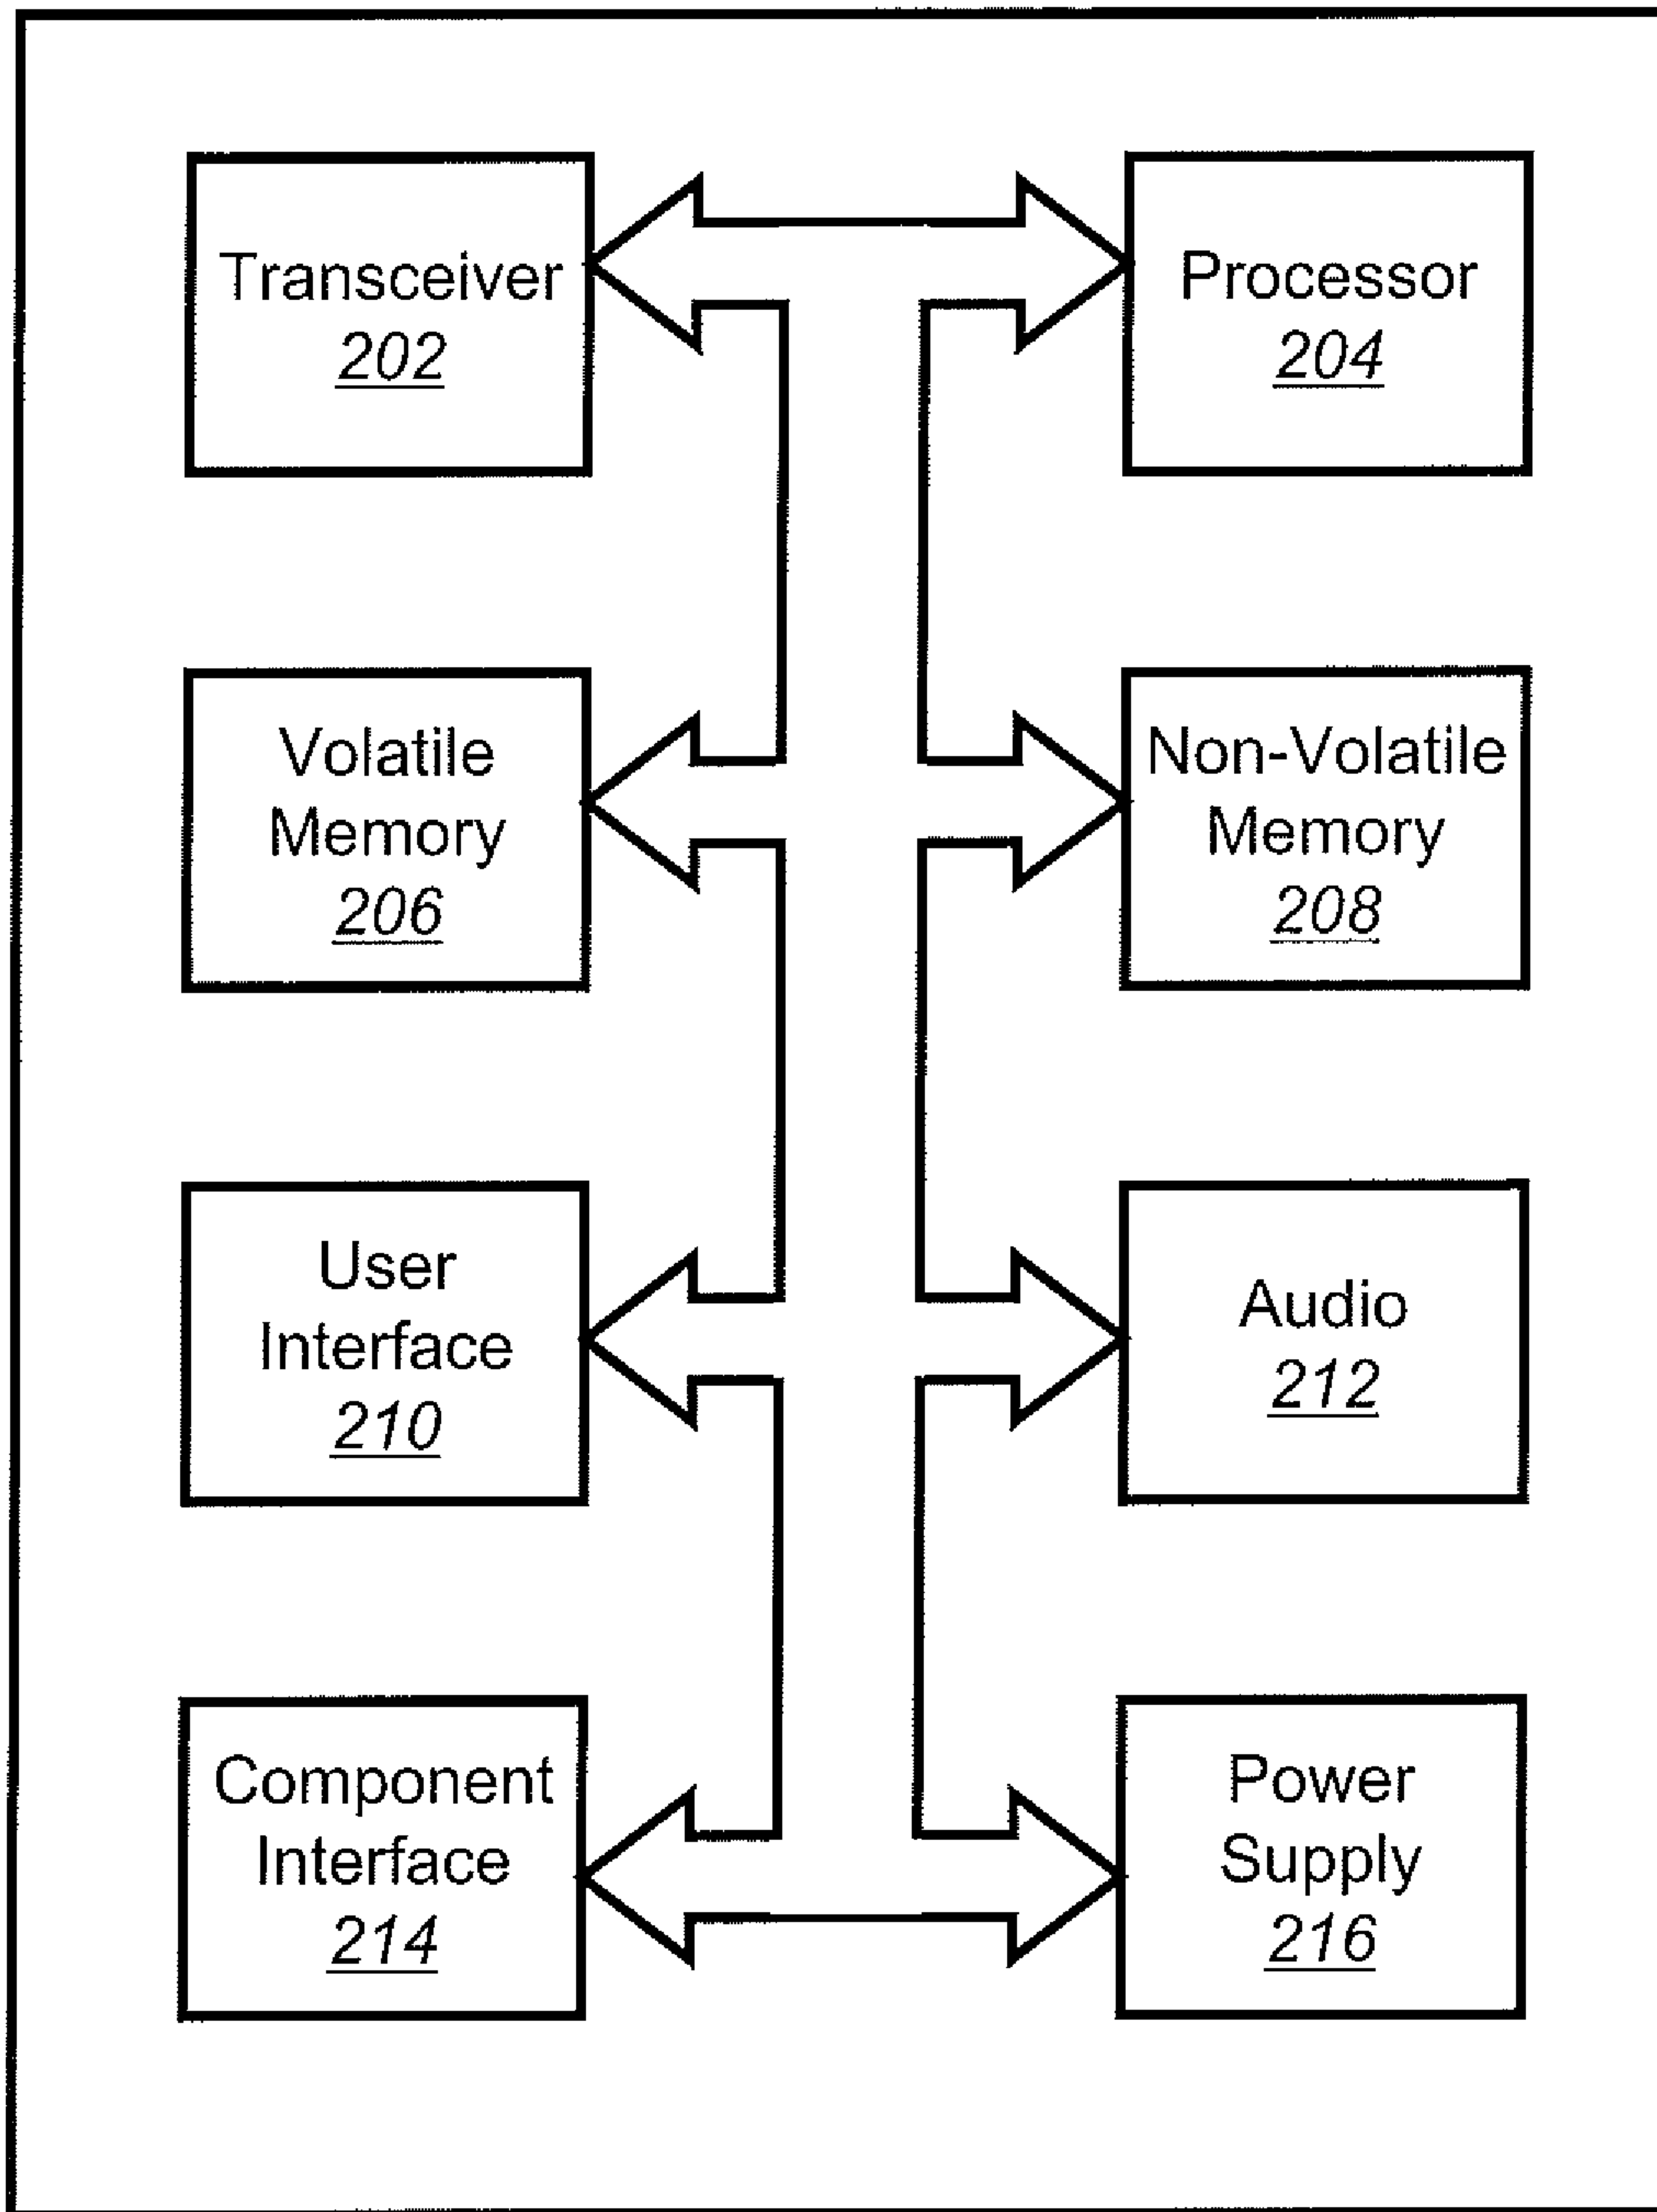 Transceiver
202
Processor
204
Volatile
Memory
206
Non-Volatile
Memory
208
User
Interface
210
Audio
212
Component
Interface
214
Power
Supply
216